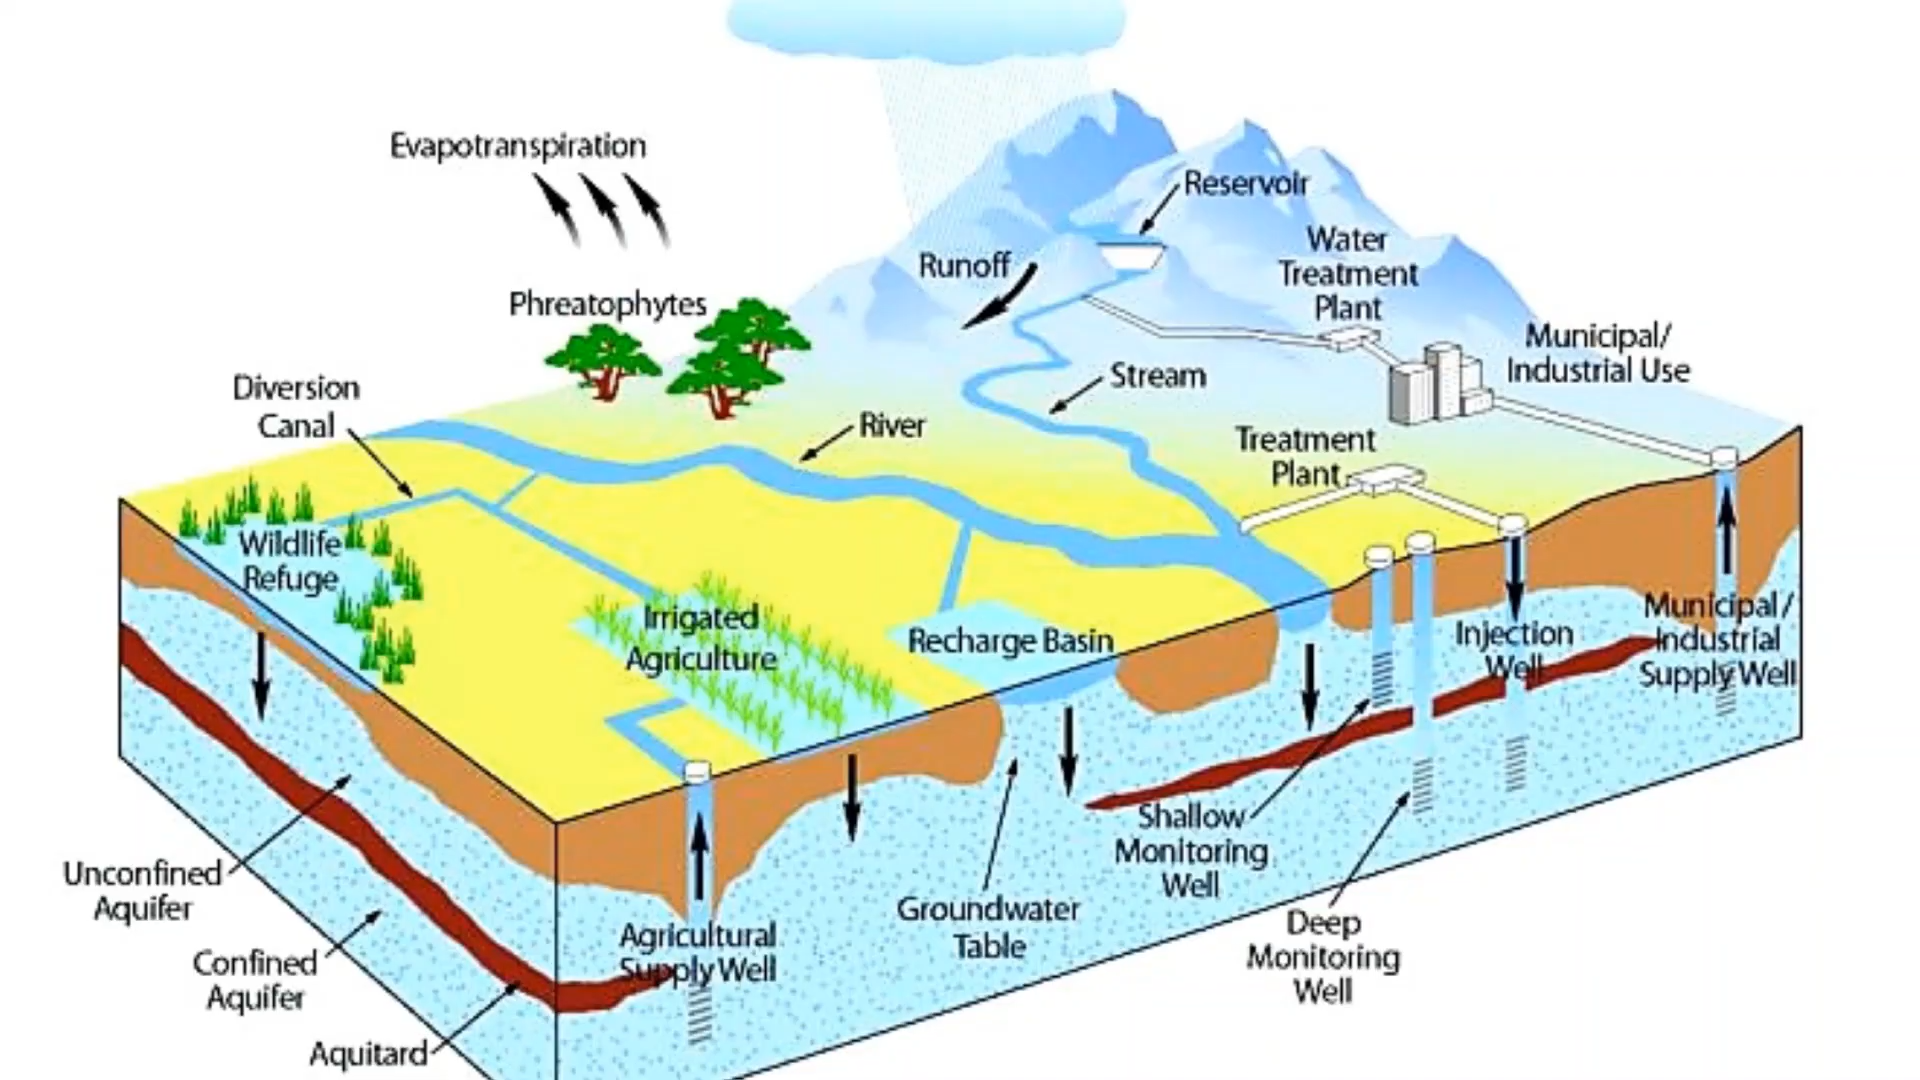 Evapotranspiration
Reservoir
Water
Treatment
Plant
Runoff
Phreatophytes
Municipal/
Industrial Use
Diversion
Canal
Stream
River
Treatment
Plant
Wildlife
Refuge
Irrigated
Agriculture
Recharge Basin
Injection
Well
Municipal/
Industrial
Supply Well
Shallow
Monitoring
Well
Unconfined
Aquifer
Groundwater
Table
Agricultural
Supply Well
Deep
Monitoring
Well
Confined
Aquifer
Aquitard